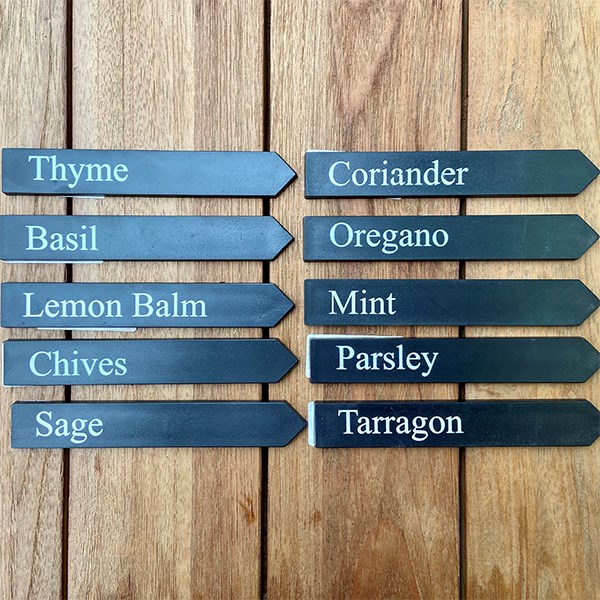 Thyme
Basil
Lemon Balm
Chives
Sage
Coriander
Oregano
Mint
Parsley
Tarragon